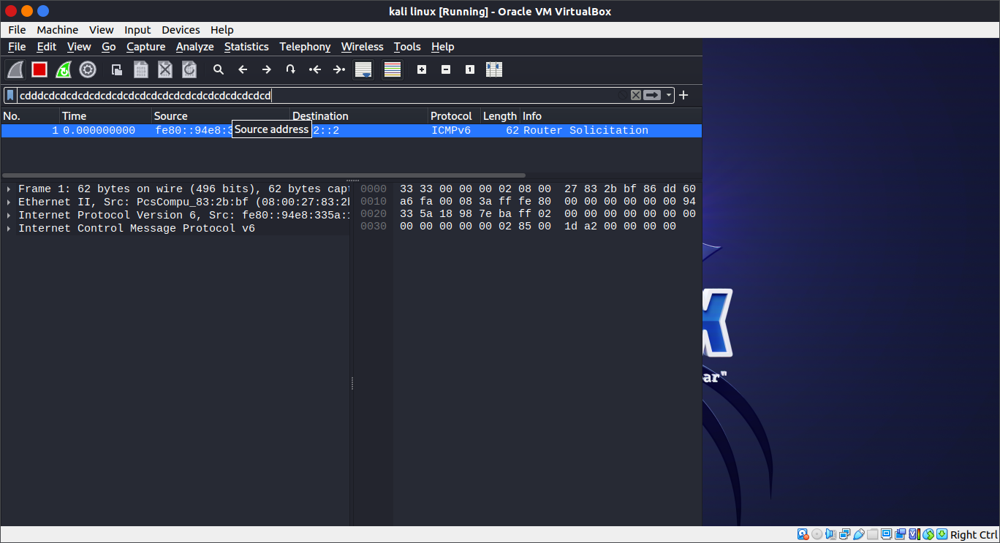 kali linux [Running] - Oracle VM VirtualBox
File Machine View Input Devices Help
File Edit View Go Capture Analyze Statistics Telephony Wireless Tools Help
cdddcdcdcdcdcdcdcdcdcdcdcdcdcdcdcdcdcdcdcdcd
No. Time Source Destination Protocol Length Info
1 0.000000000 fe80::94e8:3 2::2 ICMPv6 62 Router Solicitation
Source address
Frame 1: 62 bytes on wire (496 bits), 62 bytes capt
Ethernet II, Src: PcsCompu_83:2b:bf (08:00:27:83:2b
Internet Protocol Version 6, Src: fe80::94e8:335a:1
Internet Control Message Protocol v6
0000 33 33 00 00 00 02 08 00 27 83 2b bf 86 dd 60
0010 a6 fa 00 08 3a ff fe 80 00 00 00 00 00 00 94
0020 33 5a 18 98 7e ba ff 02 00 00 00 00 00 00 00
0030 00 00 00 00 00 02 85 00 1d a2 00 00 00 00
ar"
Right Ctrl